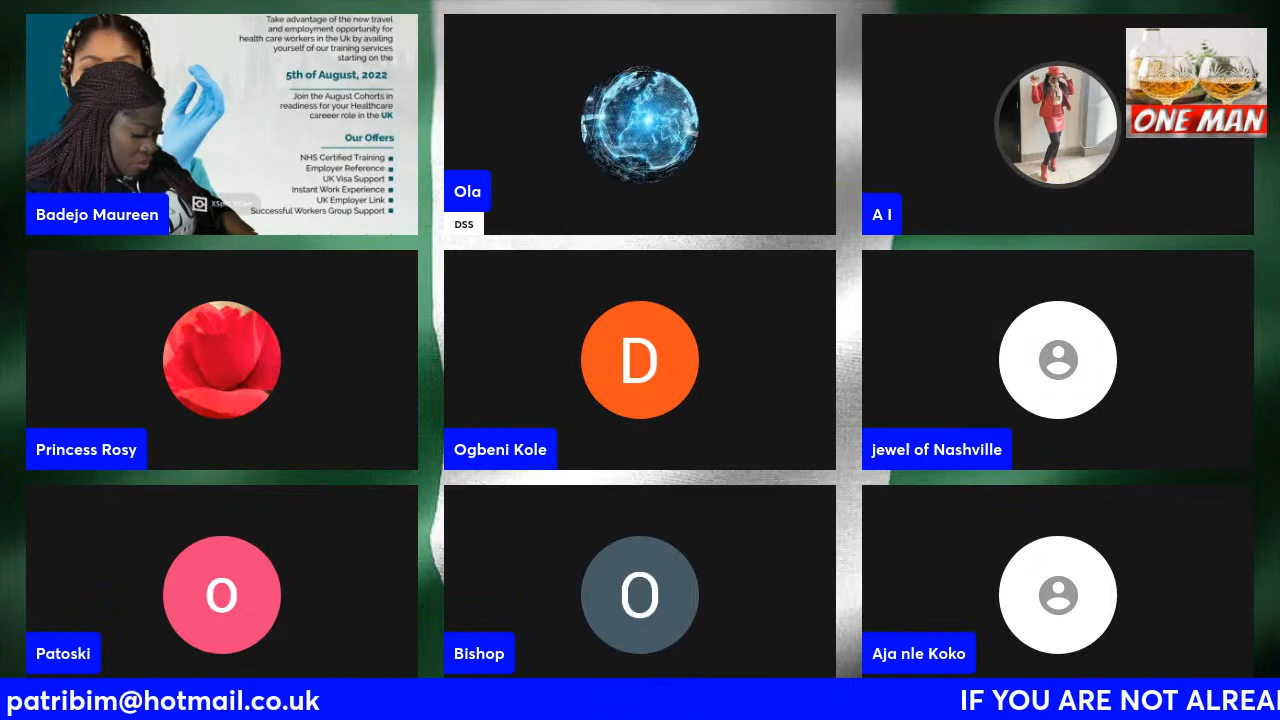 Take advantage of the new travel
and employment opportunity for
health care workers in the Uk by availing
yourself of our training services
starting on the
5th of August, 2022
Join the August Cohorts in
readiness for your Healthcare
careeer role in the UK
Our Offers
NHS Certified Training
Employer Reference
UK Visa Support
Instant Work Experience
UK Employer Link
Successful Workers Group Support
Badejo Maureen
Ola
DSS
A I
ONE MAN
Princess Rosy
D
Ogbeni Kole
jewel of Nashville
O
Patoski
O
Bishop
Aja nle Koko
patribim@hotmail.co.uk
IF YOU ARE NOT ALREA